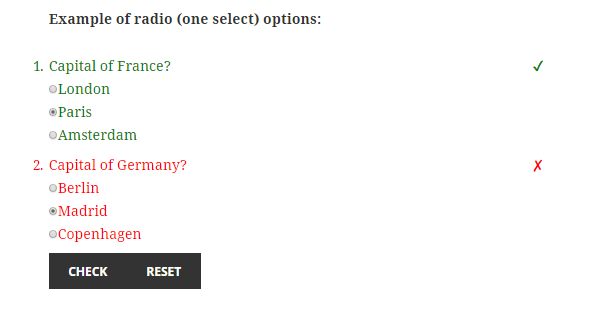 Example of radio (one select) options:
1. Capital of France? ✓
London
Paris
Amsterdam
2. Capital of Germany? ✗
Berlin
Madrid
Copenhagen
CHECK RESET